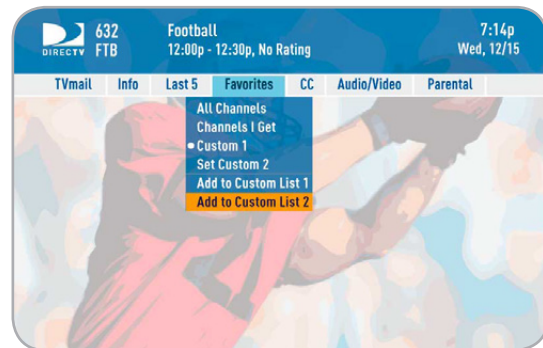 632 Football 7:14p
DIRECTV FTB 12:00p - 12:30p, No Rating Wed, 12/15
TVmail Info Last 5 Favorites CC Audio/Video Parental
All Channels
Channels I Get
Custom 1
Set Custom 2
Add to Custom List 1
Add to Custom List 2